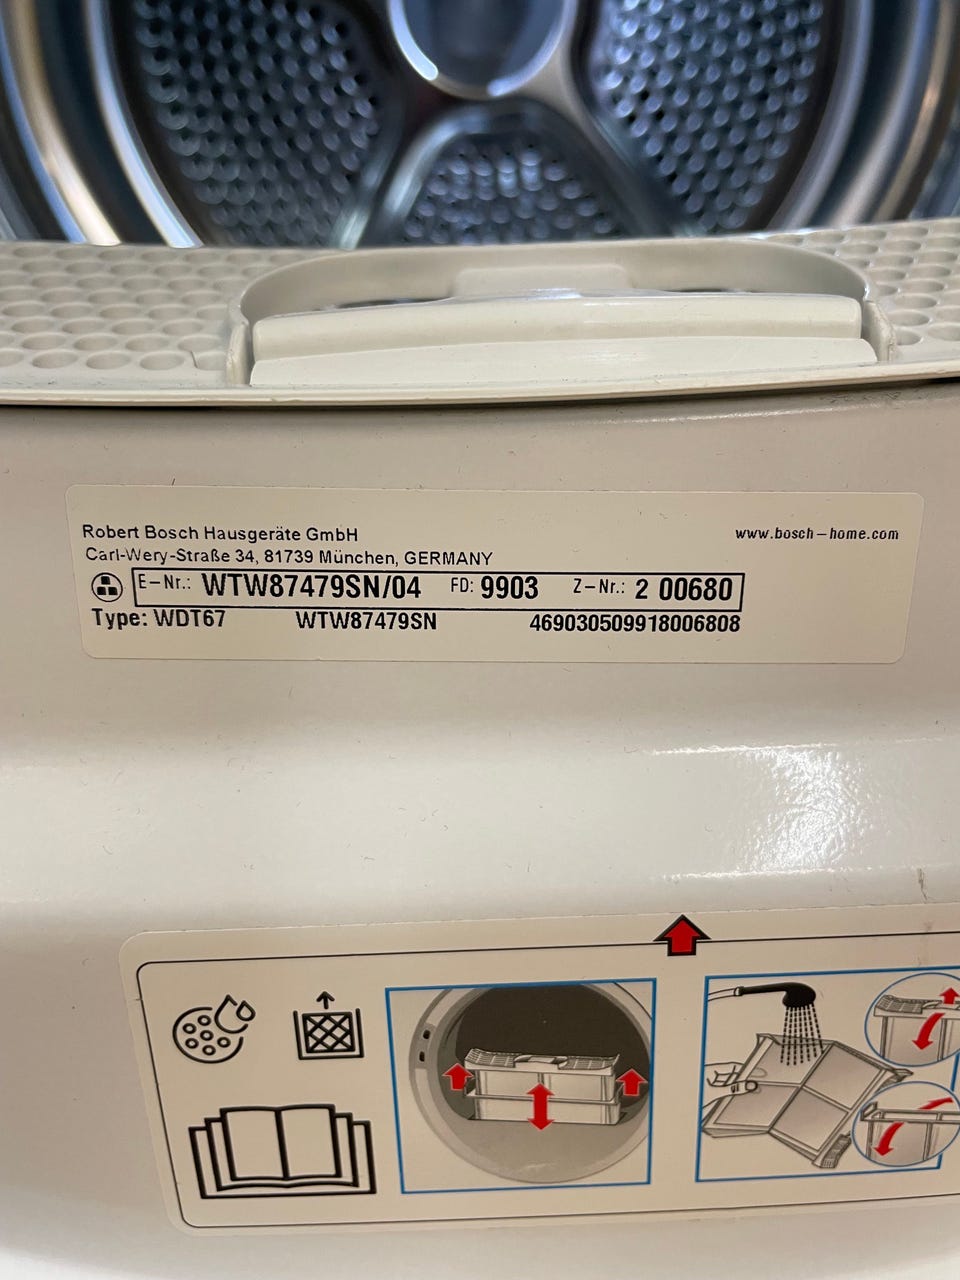 Robert Bosch Hausgeräte GmbH
www.bosch-home.com
Carl-Wery-Straße 34, 81739 München, GERMANY
E-Nr.: WTW87479SN/04 FD: 9903 Z-Nr.: 2 00680
Type: WDT67 WTW87479SN 469030509918006808